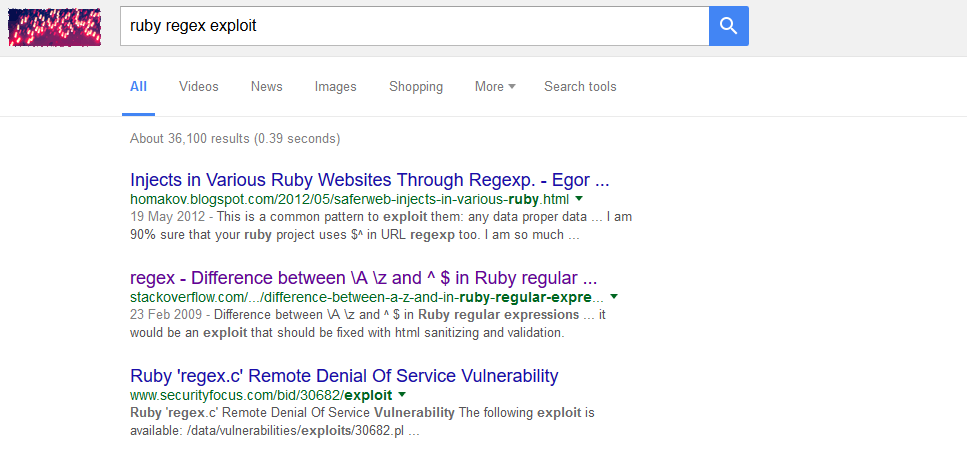 ruby regex exploit
All Videos News Images Shopping More Search tools
About 36,100 results (0.39 seconds)
Injects in Various Ruby Websites Through Regexp. - Egor ...
homakov.blogspot.com/2012/05/saferweb-injects-in-various-ruby.html
19 May 2012 - This is a common pattern to exploit them: any data proper data ... I am
90% sure that your ruby project uses $^ in URL regexp too. I am so much ...
regex - Difference between \A \z and ^ $ in Ruby regular ...
stackoverflow.com/.../difference-between-a-z-and-in-ruby-regular-expre...
23 Feb 2009 - Difference between \A \z and ^ $ in Ruby regular expressions ... it
would be an exploit that should be fixed with html sanitizing and validation.
Ruby 'regex.c' Remote Denial Of Service Vulnerability
www.securityfocus.com/bid/30682/exploit
Ruby 'regex.c' Remote Denial Of Service Vulnerability The following exploit is
available: /data/vulnerabilities/exploits/30682.pl ...